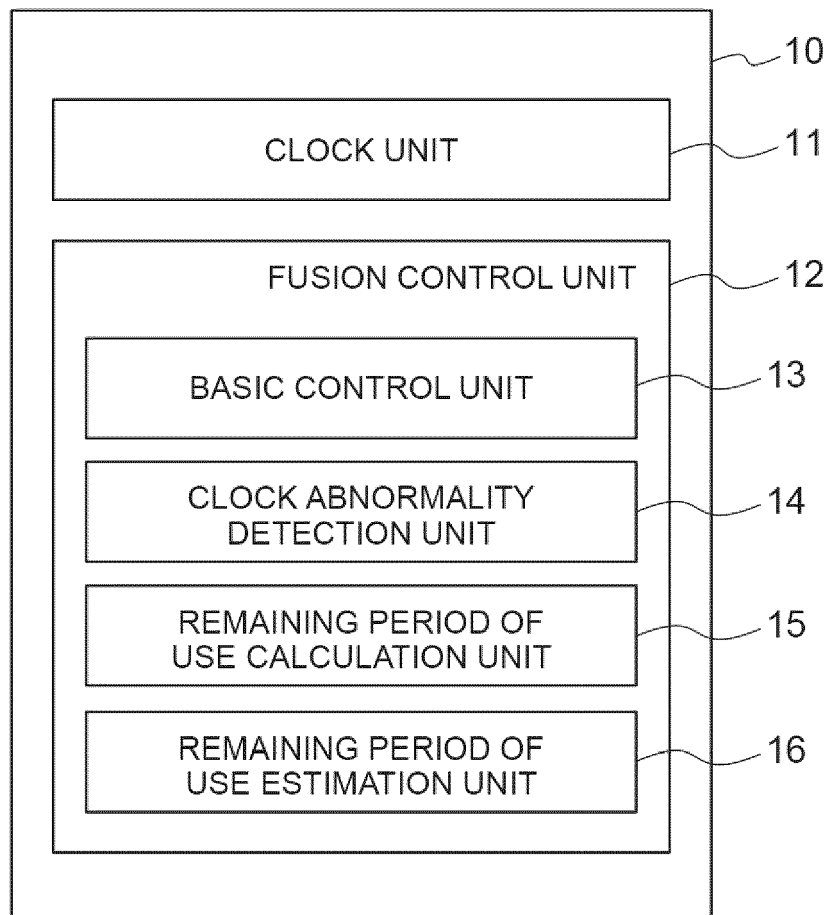 10
CLOCK UNIT
11
FUSION CONTROL UNIT
12
BASIC CONTROL UNIT
13
CLOCK ABNORMALITY
DETECTION UNIT
14
REMAINING PERIOD OF
USE CALCULATION UNIT
15
REMAINING PERIOD OF
USE ESTIMATION UNIT
16